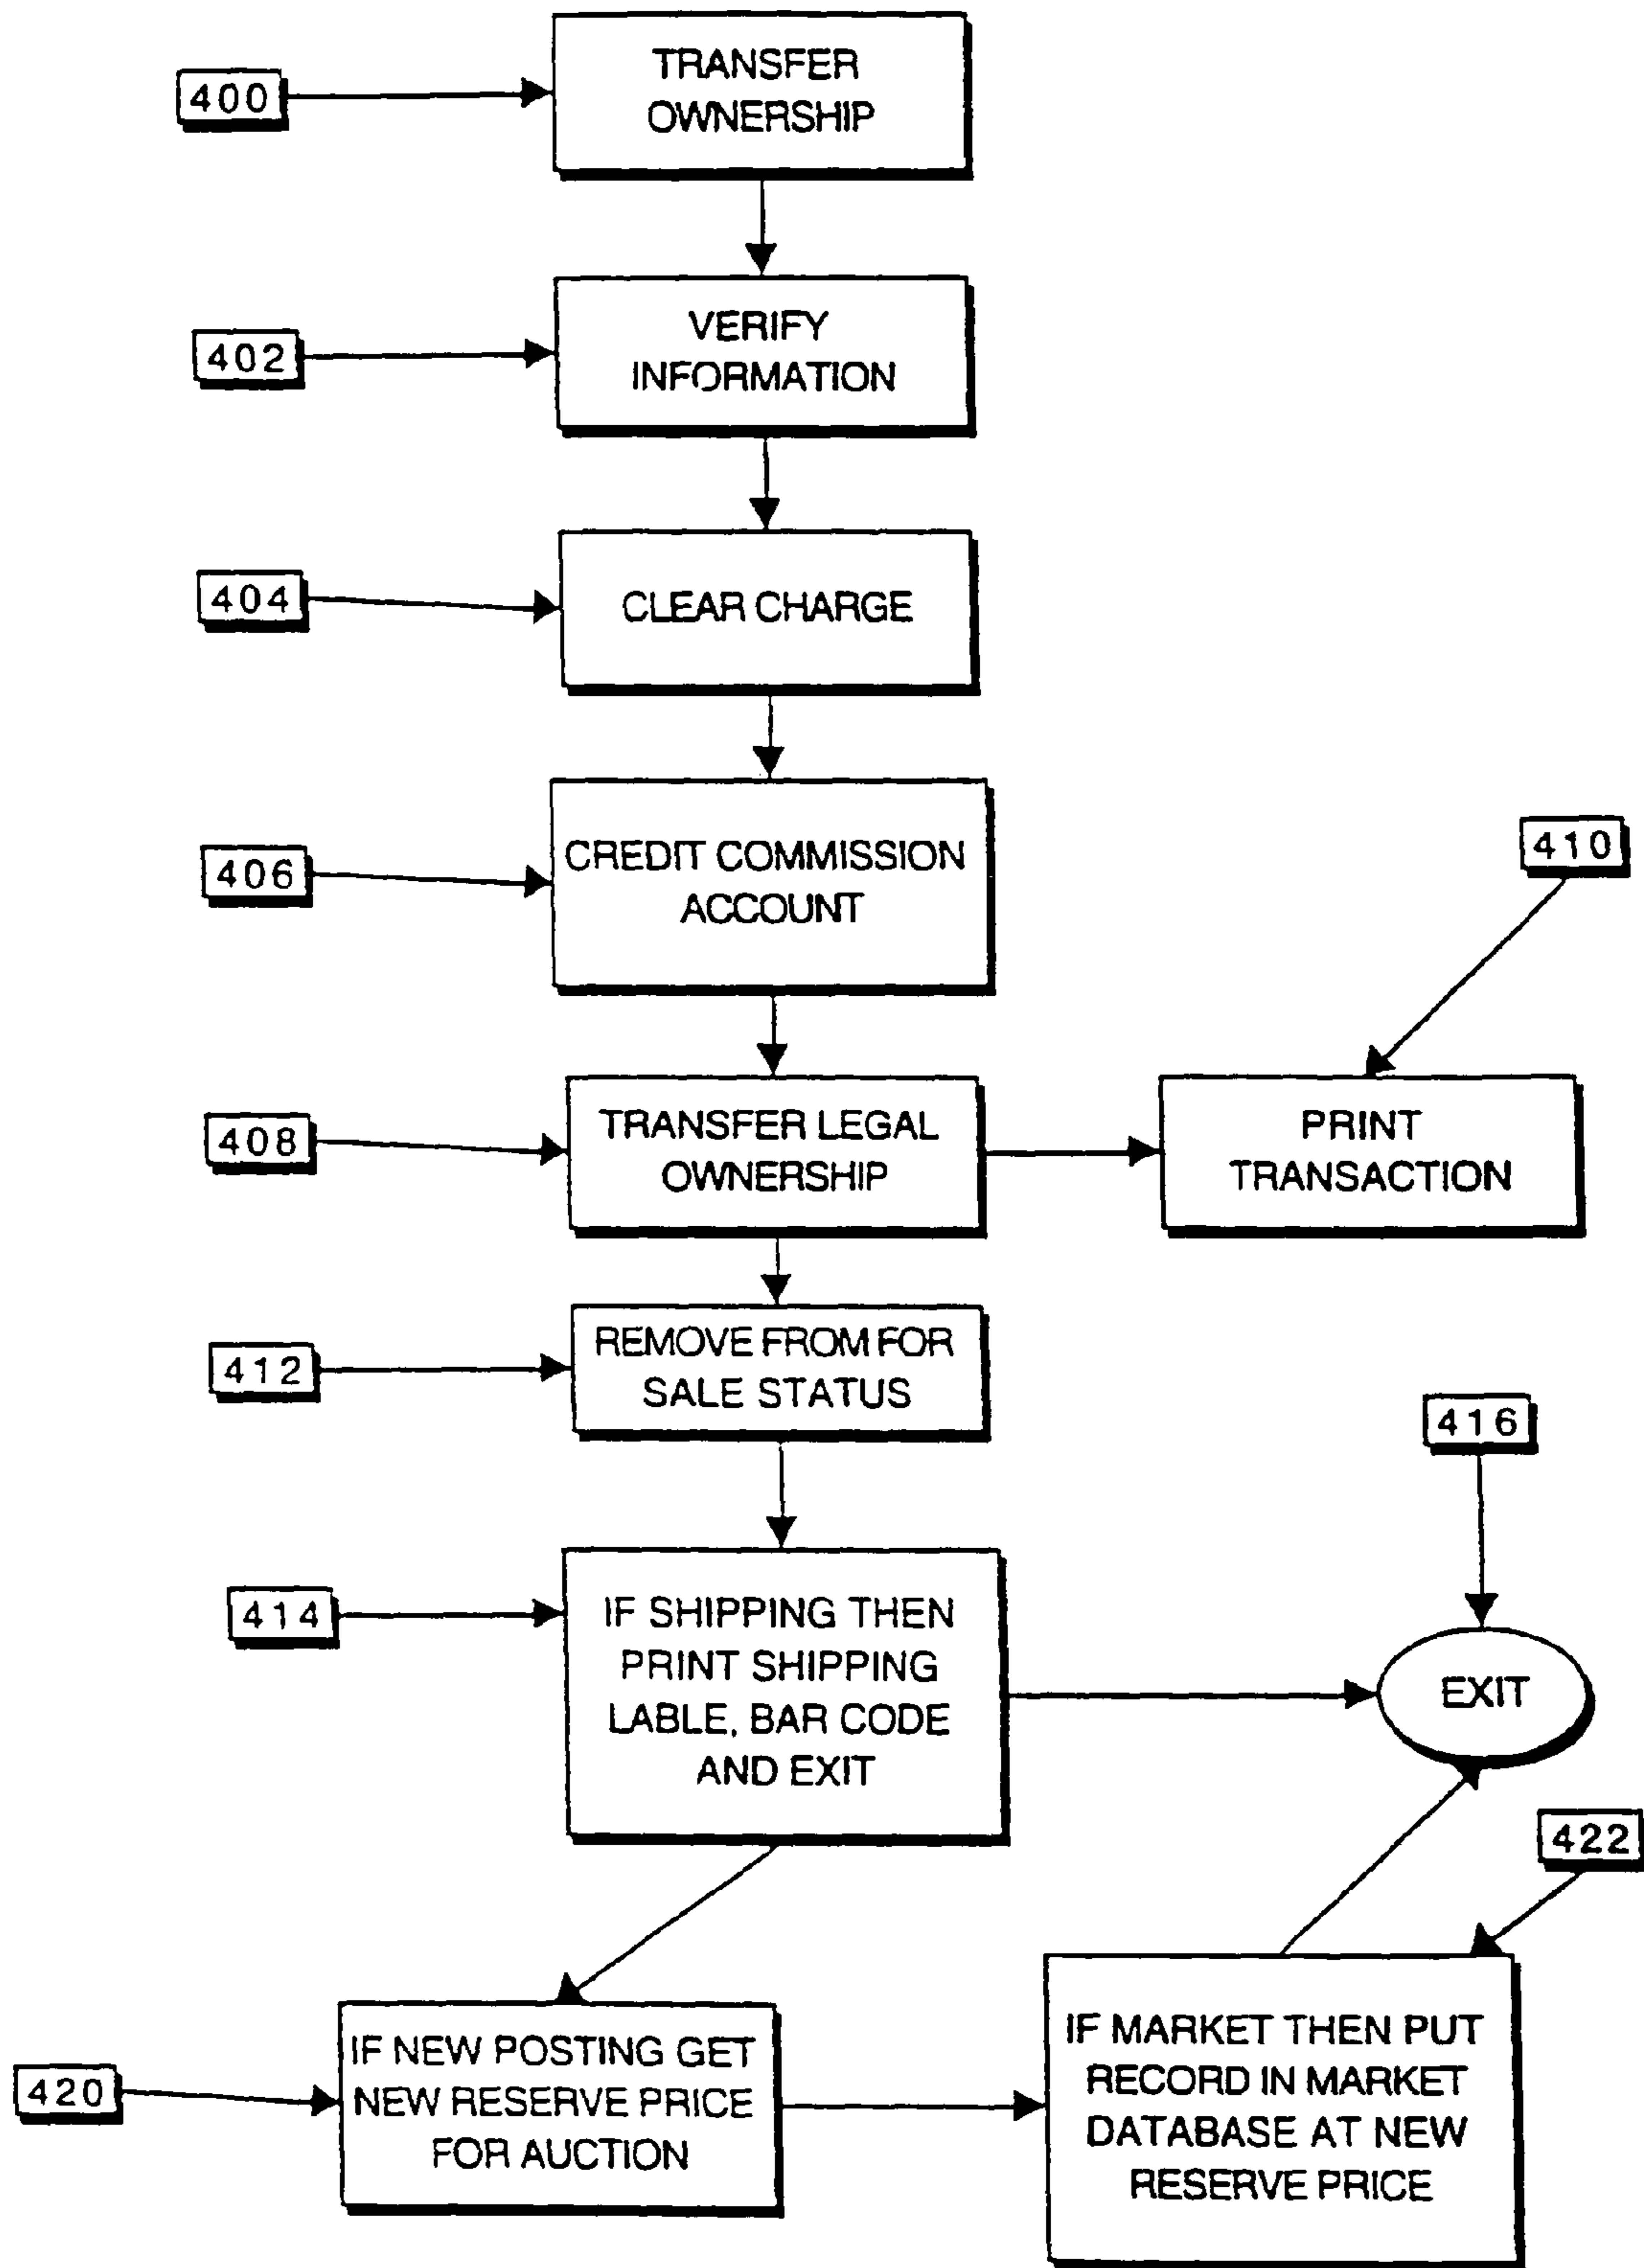 400
TRANSFER
OWNERSHIP
402
VERIFY
INFORMATION
404
CLEAR CHARGE
406
CREDIT COMMISSION
ACCOUNT
410
408
TRANSFER LEGAL
OWNERSHIP
PRINT
TRANSACTION
412
REMOVE FROM FOR
SALE STATUS
416
414
IF SHIPPING THEN
PRINT SHIPPING
LABLE, BAR CODE
AND EXIT
EXIT
422
420
IF NEW POSTING GET
NEW RESERVE PRICE
FOR AUCTION
IF MARKET THEN PUT
RECORD IN MARKET
DATABASE AT NEW
RESERVE PRICE